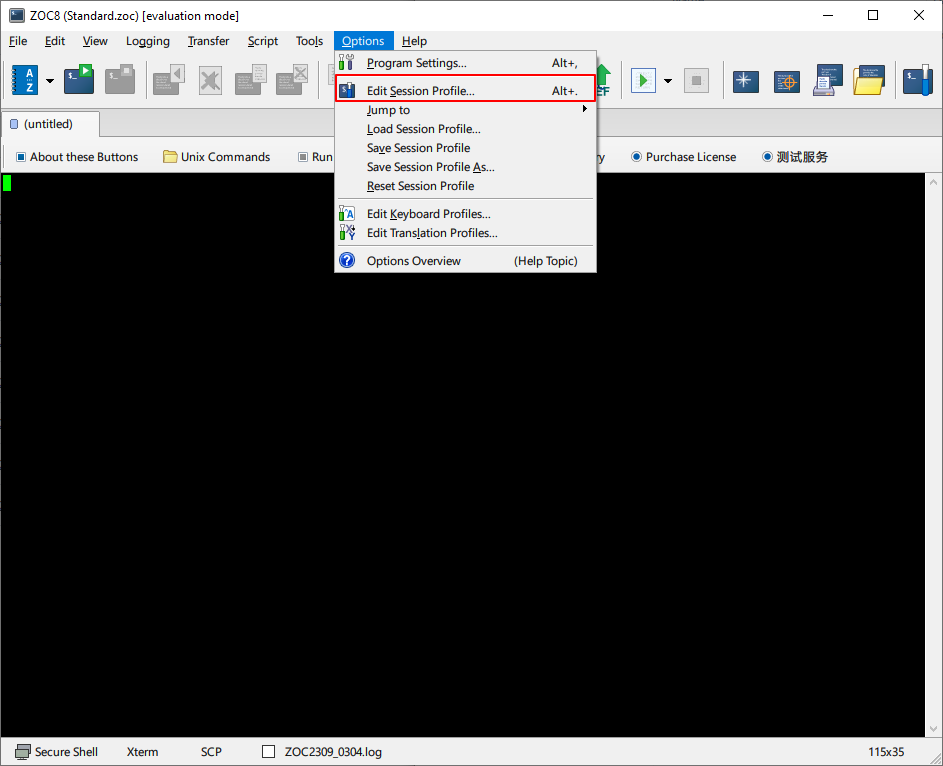 ZOC8 (Standard.zoc) [evaluation mode]
File Edit View Logging Transfer Script Tools Options Help
Program Settings... Alt+,
Edit Session Profile... Alt+.
Jump to
Load Session Profile...
Save Session Profile
Save Session Profile As...
Reset Session Profile
Edit Keyboard Profiles...
Edit Translation Profiles...
Options Overview (Help Topic)
A
Z
EF
(untitled)
About these Buttons Unix Commands Run ry Purchase License 测试服务
Secure Shell Xterm SCP ZOC2309_0304.log 115x35